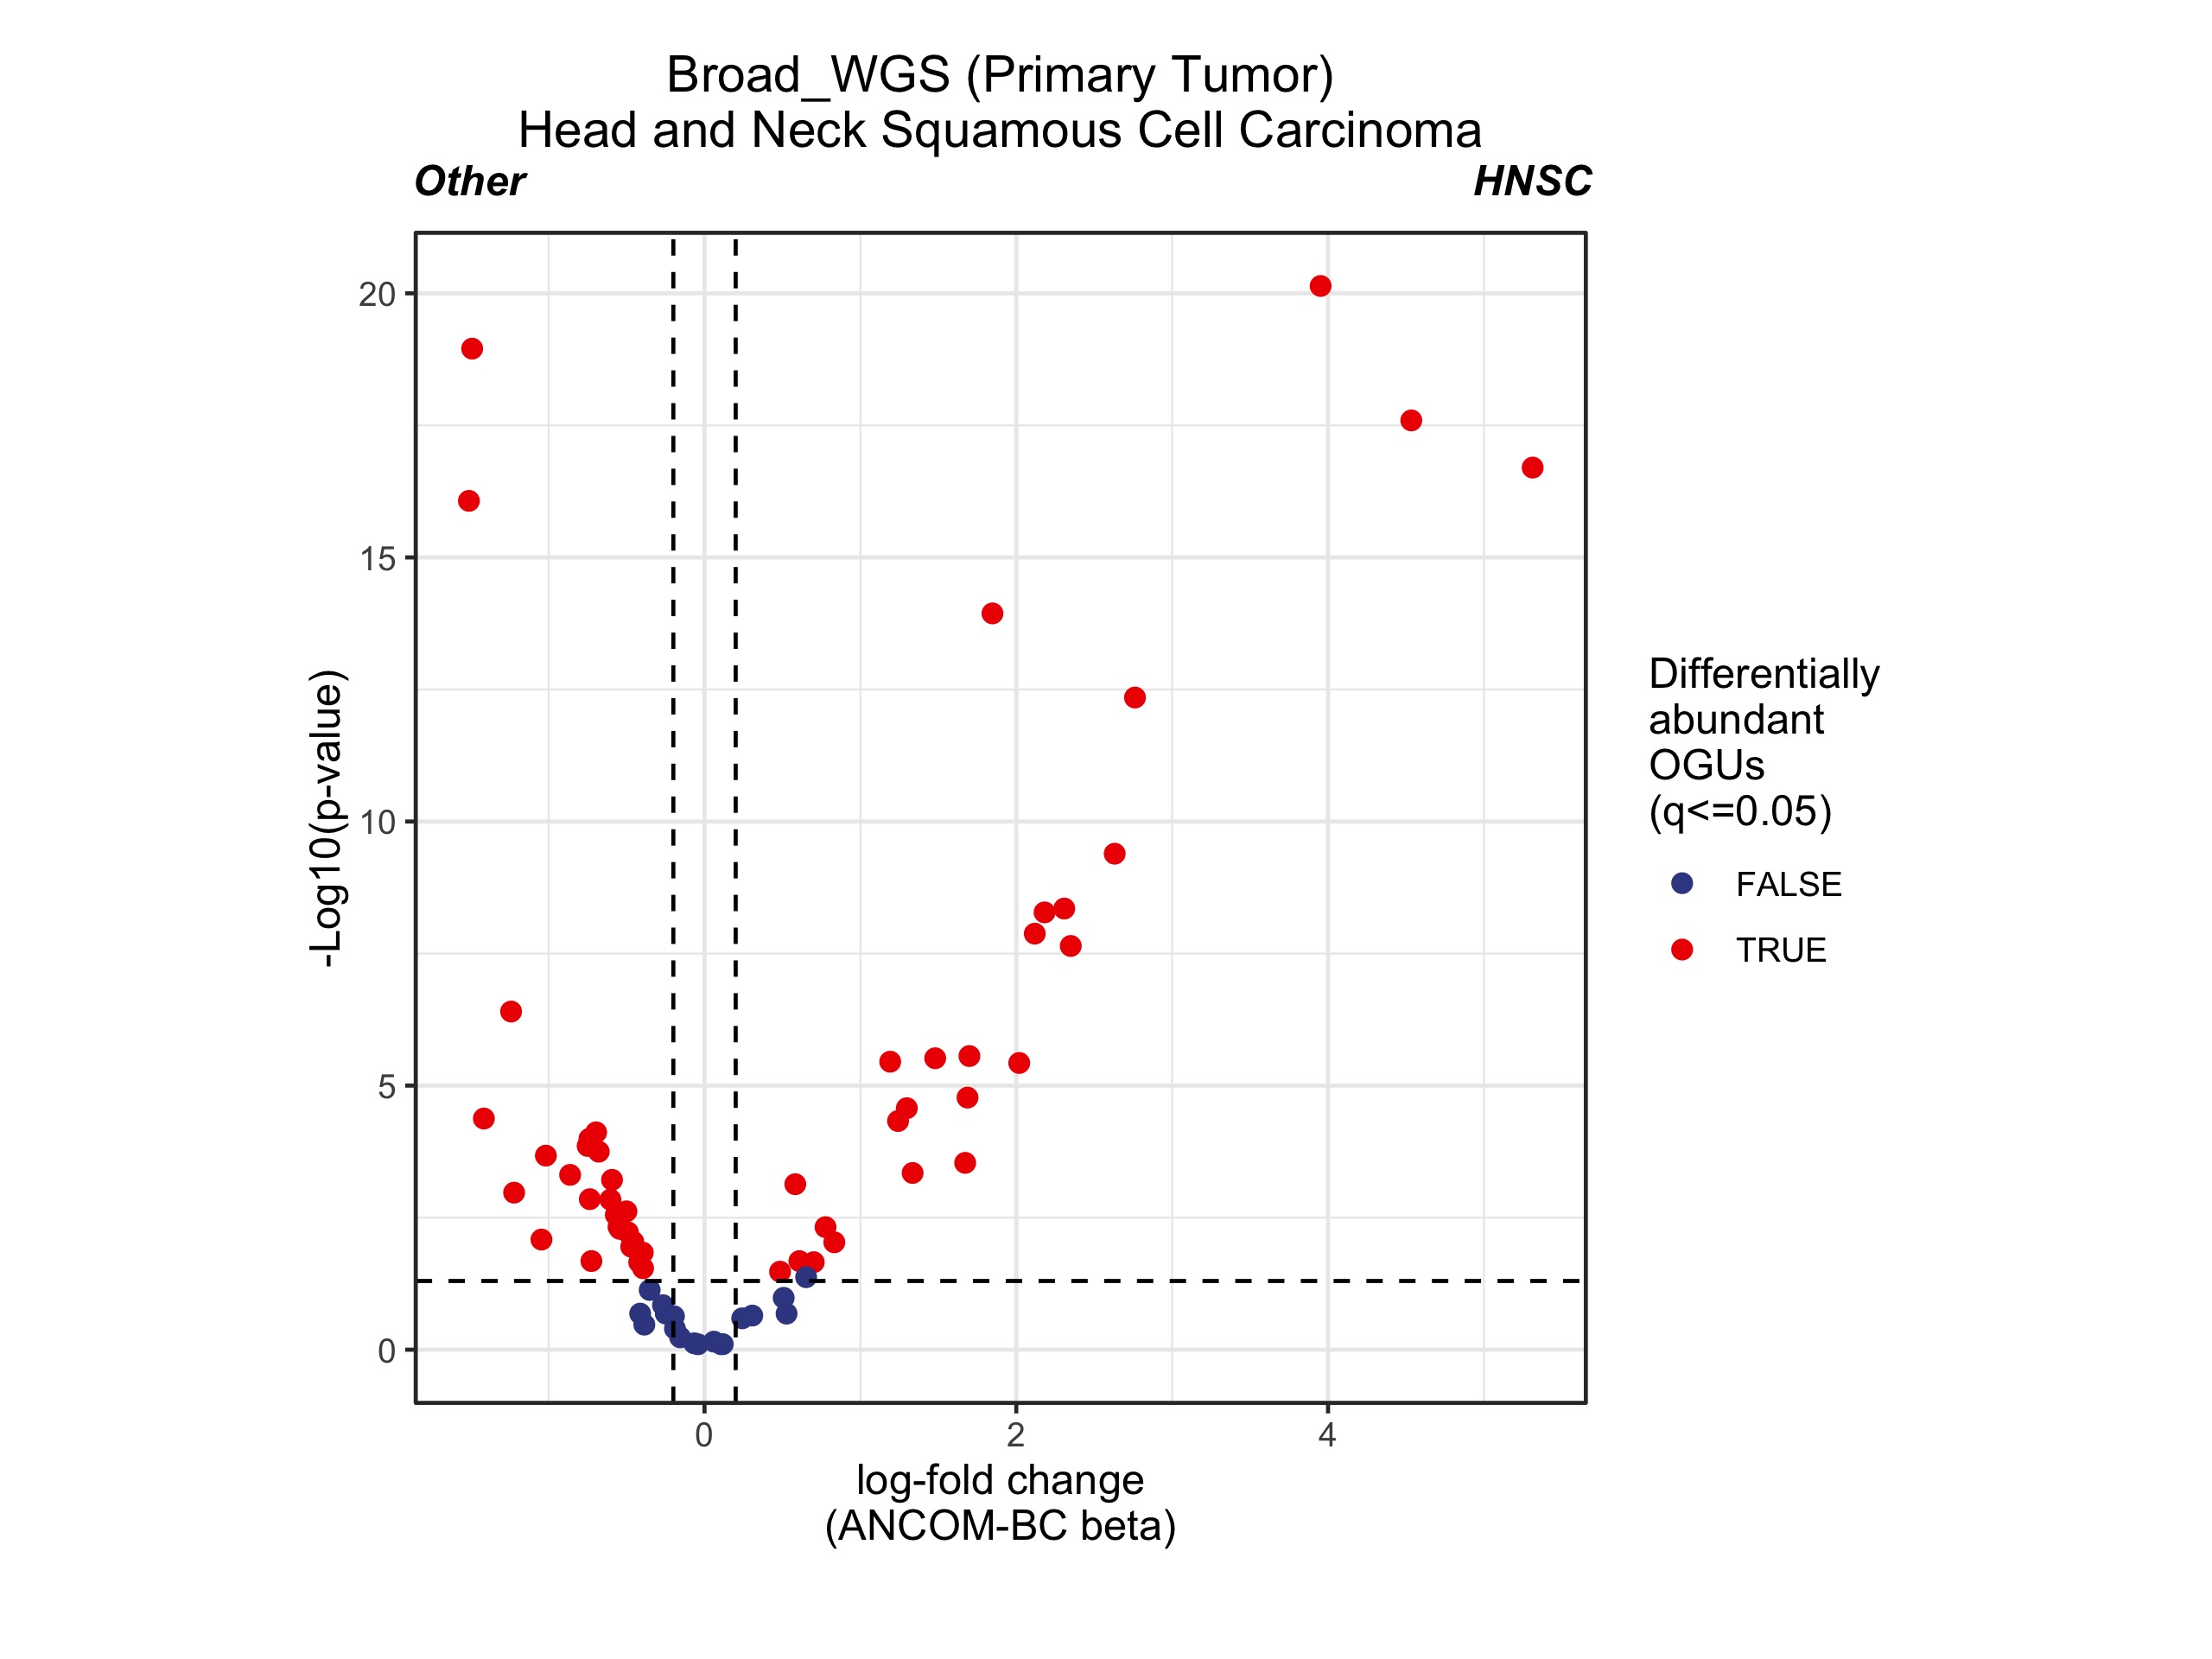 Broad_WGS (Primary Tumor)
Head and Neck Squamous Cell Carcinoma
Other
HNSC
20
15
10
5
0
-Log10(p-value)
0
2
4
log-fold change
(ANCOM-BC beta)
Differentially
abundant
OGUs
(q<=0.05)
FALSE
TRUE